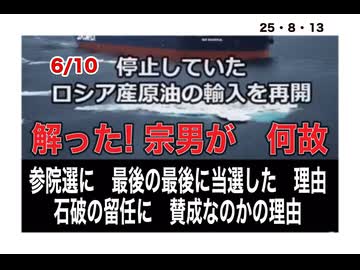 25・8・13
6/10 停止していた
ロシア産原油の輸入を再開
解った! 宗男が 何故
参院選に 最後の最後に当選した 理由
石破の留任に 賛成なのかの理由